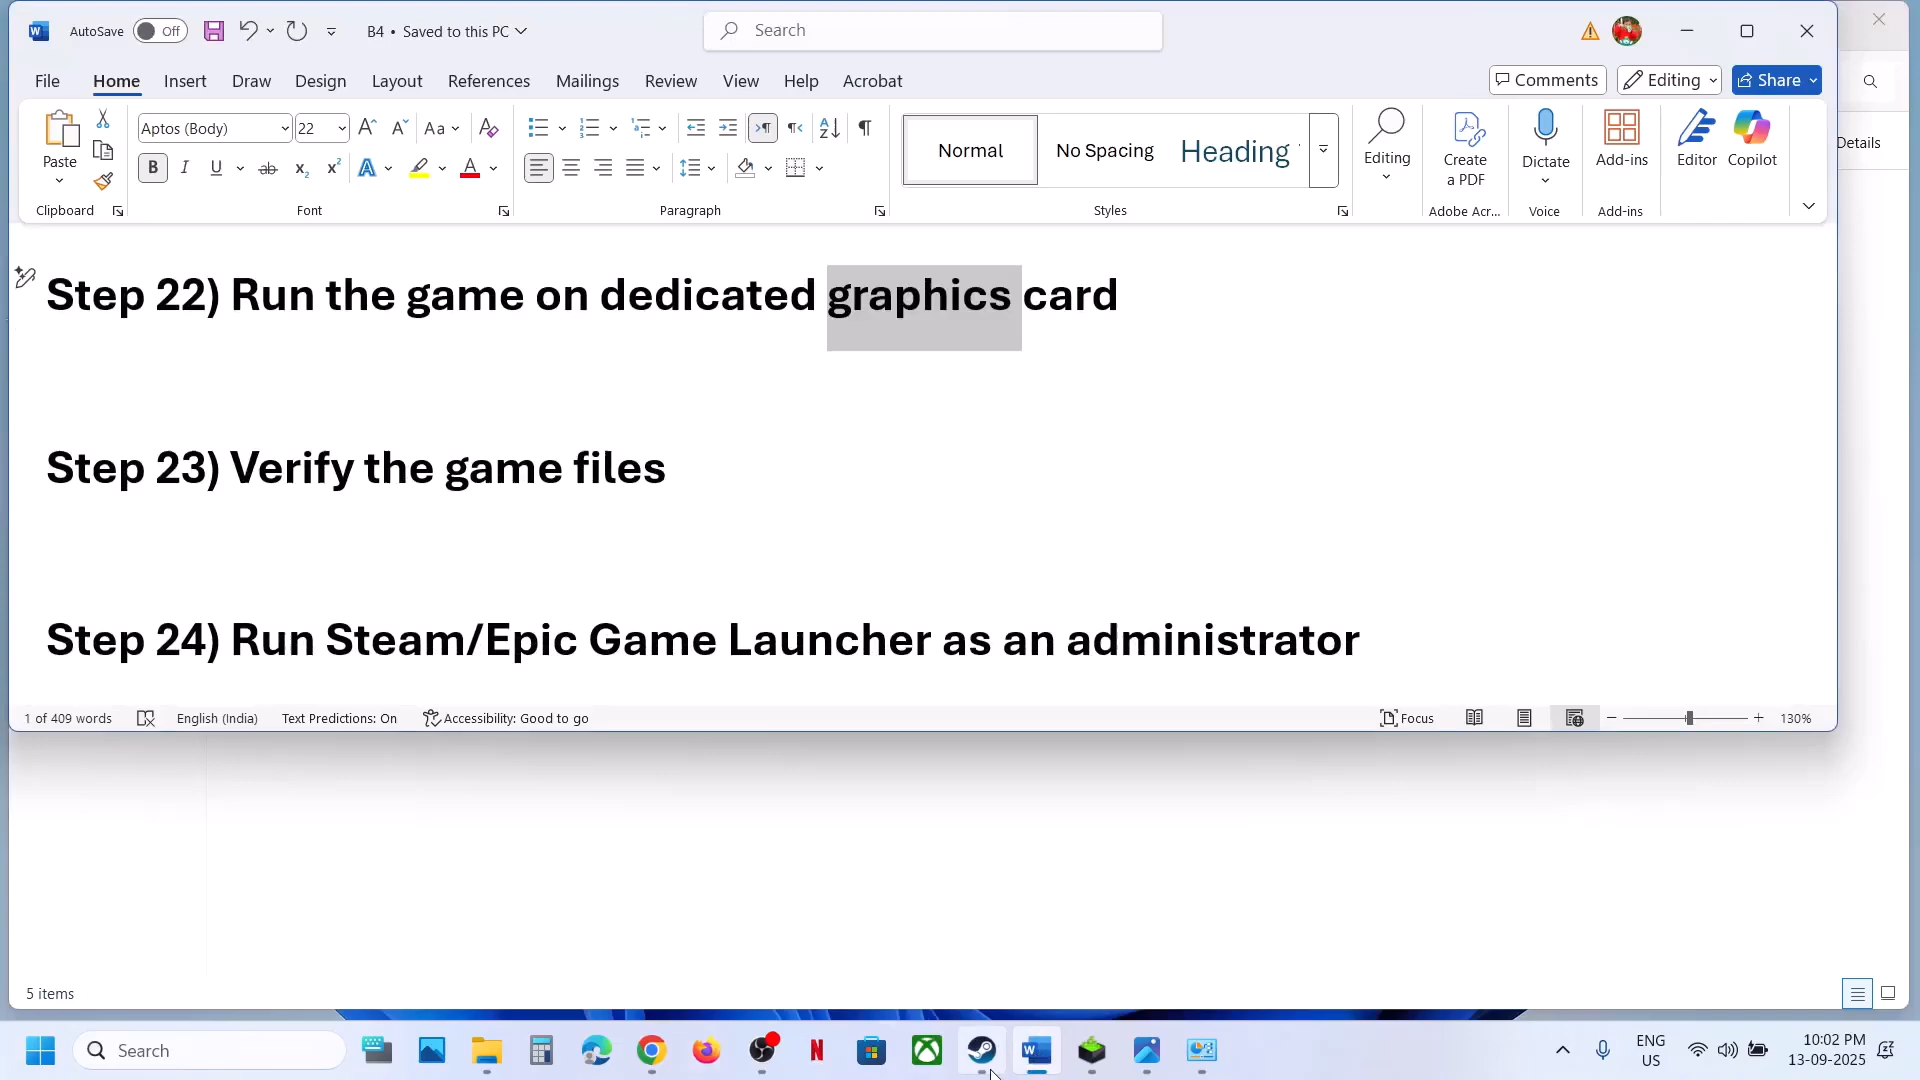 AutoSave Off B4 • Saved to this PC Search
File Home Insert Draw Design Layout References Mailings Review View Help Acrobat Comments Editing Share
Aptos (Body) 22 Aa
Paste
B I U ab x₂ x² A A
Normal No Spacing Heading
Editing Create a PDF Dictate Add-ins Editor Copilot
Clipboard Font Paragraph Styles Adobe Acr... Voice Add-ins
Details
Step 22) Run the game on dedicated graphics card
Step 23) Verify the game files
Step 24) Run Steam/Epic Game Launcher as an administrator
1 of 409 words English (India) Text Predictions: On Accessibility: Good to go Focus 130%
5 items
Search ENG US 10:02 PM 13-09-2025